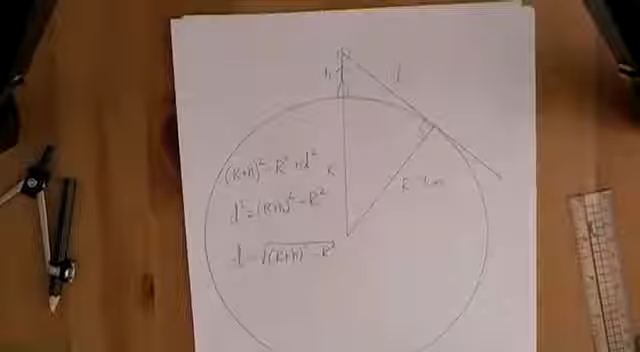 h
d
R
(R+h)² = R² + d²
d² = (R+h)² - R²
d = √(R+h)² - R²